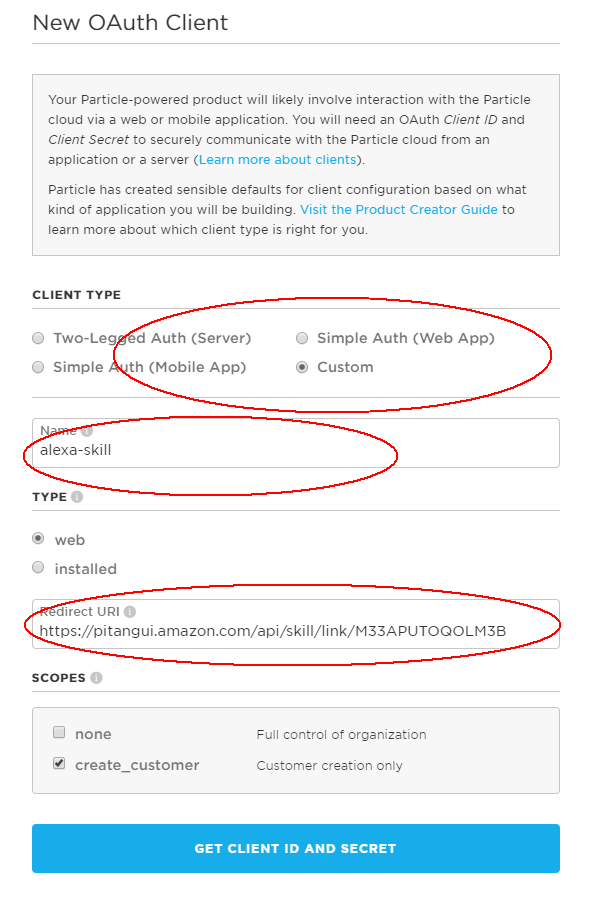 New OAuth Client
Your Particle-powered product will likely involve interaction with the Particle
cloud via a web or mobile application. You will need an OAuth Client ID and
Client Secret to securely communicate with the Particle cloud from an
application or a server (Learn more about clients).
Particle has created sensible defaults for client configuration based on what
kind of application you will be building. Visit the Product Creator Guide to
learn more about which client type is right for you.
CLIENT TYPE
Two-Legged Auth (Server) Simple Auth (Web App)
Simple Auth (Mobile App) Custom
Name
alexa-skill
TYPE
web
installed
Redirect URI
https://pitangui.amazon.com/api/skill/link/M33APUTOQOLM3B
SCOPES
none Full control of organization
create_customer Customer creation only
GET CLIENT ID AND SECRET